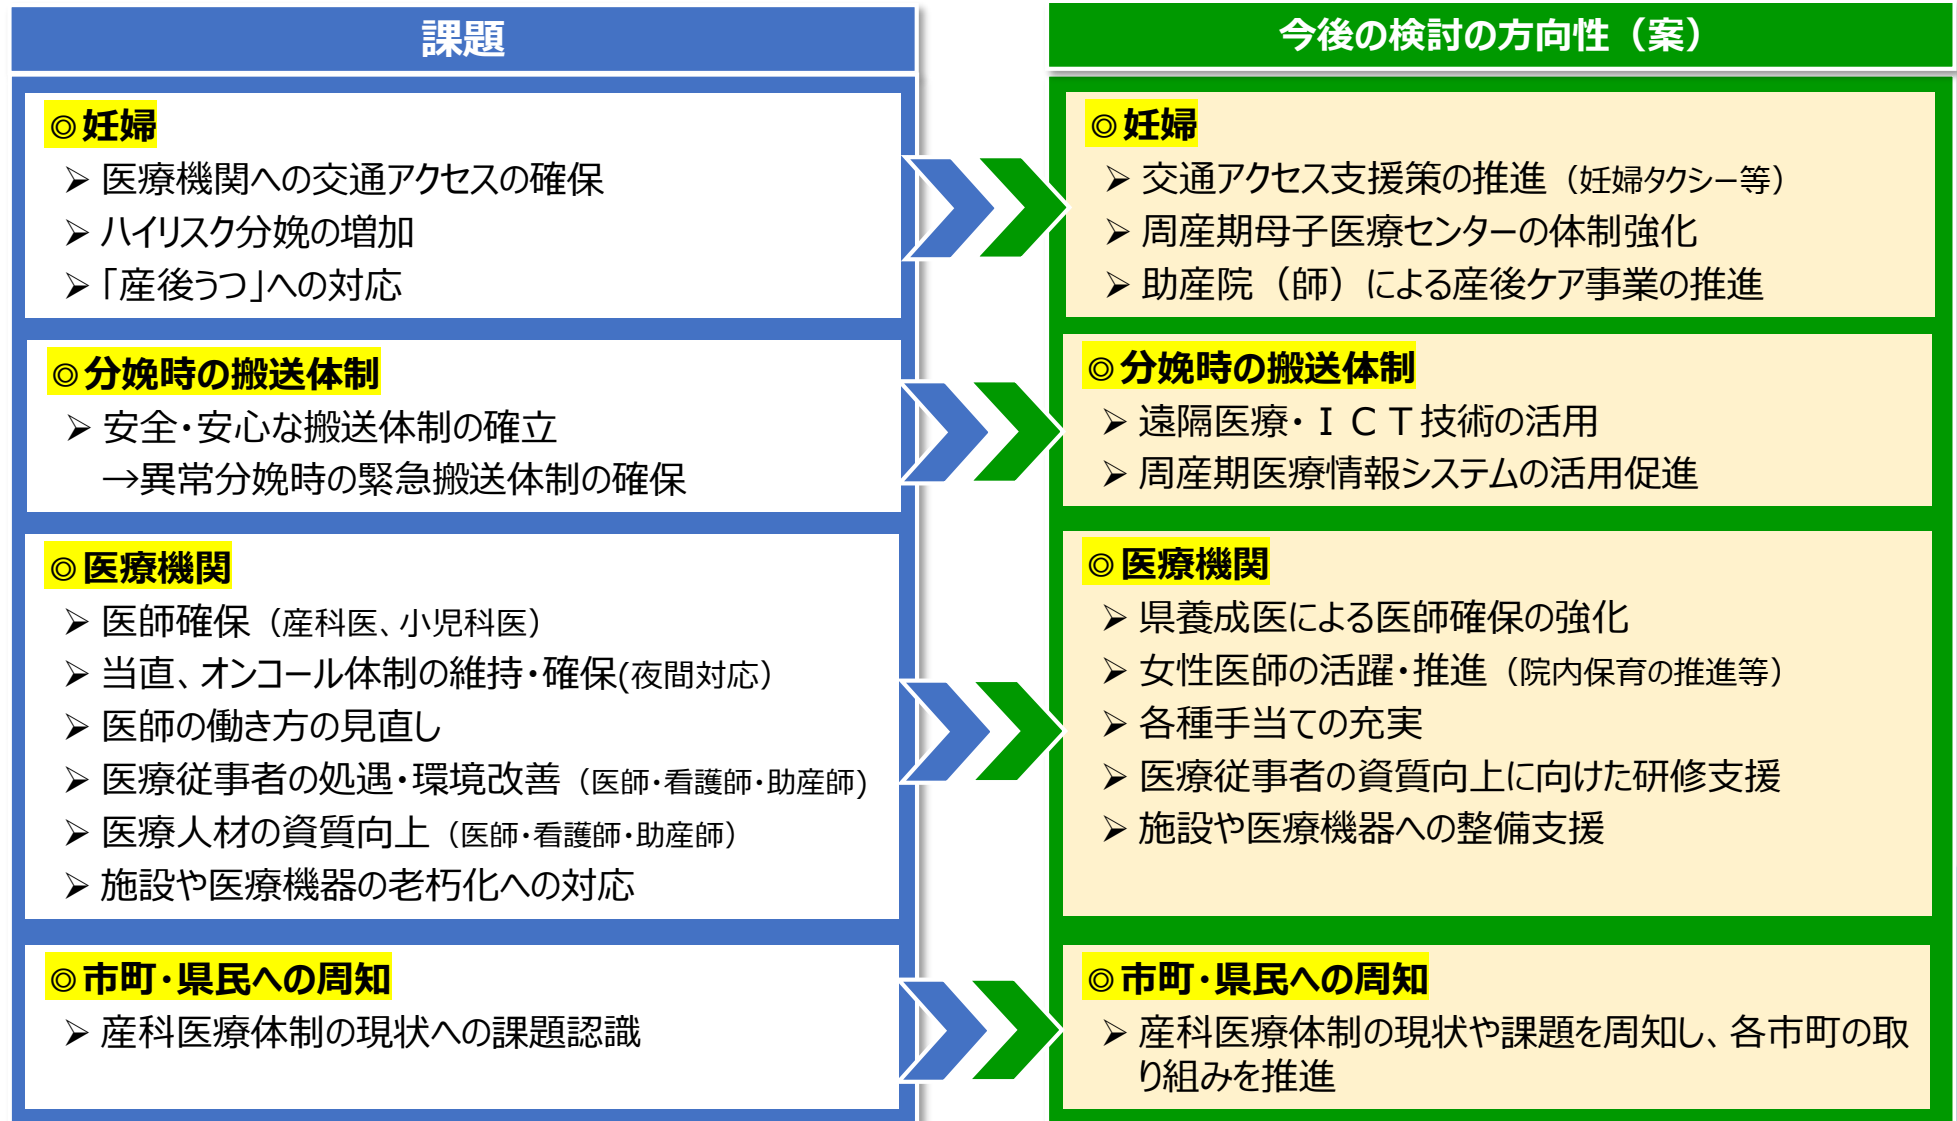 課題
◎妊婦
➢ 医療機関への交通アクセスの確保
➢ ハイリスク分娩の増加
➢「産後うつ」への対応
◎分娩時の搬送体制
➢ 安全・安心な搬送体制の確立
→異常分娩時の緊急搬送体制の確保
◎医療機関
➢ 医師確保（産科医、小児科医）
➢ 当直、オンコール体制の維持・確保(夜間対応）
➢ 医師の働き方の見直し
➢ 医療従事者の処遇・環境改善（医師・看護師・助産師)
➢ 医療人材の資質向上（医師・看護師・助産師）
➢ 施設や医療機器の老朽化への対応
◎市町・県民への周知
➢ 産科医療体制の現状への課題認識
今後の検討の方向性（案）
◎妊婦
➢ 交通アクセス支援策の推進（妊婦タクシー等）
➢ 周産期母子医療センターの体制強化
➢ 助産院（師）による産後ケア事業の推進
◎分娩時の搬送体制
➢ 遠隔医療・ＩＣＴ技術の活用
➢ 周産期医療情報システムの活用促進
◎医療機関
➢ 県養成医による医師確保の強化
➢ 女性医師の活躍・推進（院内保育の推進等）
➢ 各種手当ての充実
➢ 医療従事者の資質向上に向けた研修支援
➢ 施設や医療機器への整備支援
◎市町・県民への周知
➢ 産科医療体制の現状や課題を周知し、各市町の取
り組みを推進